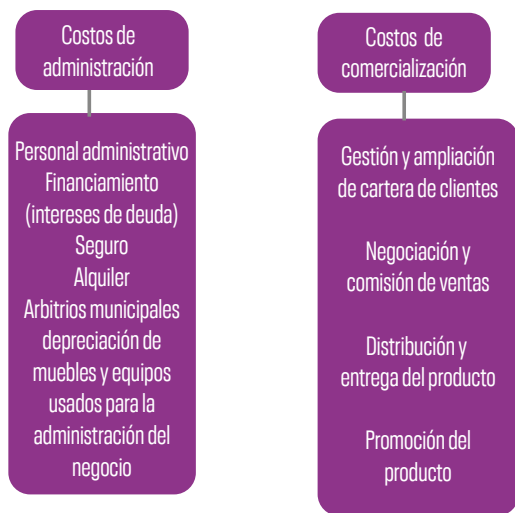 Costos de
administración
Personal administrativo
Financiamiento
(intereses de deuda)
Seguro
Alquiler
Arbitrios municipales
depreciación de
muebles y equipos
usados para la
administración del
negocio
Costos de
comercialización
Gestión y ampliación
de cartera de clientes
Negociación y
comisión de ventas
Distribución y
entrega del producto
Promoción del
producto